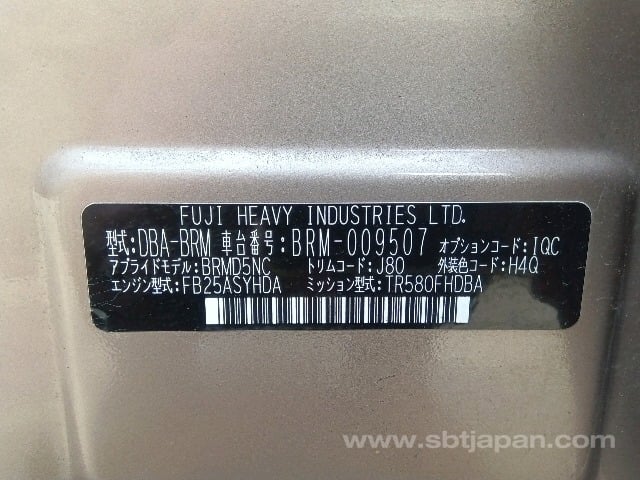 FUJI HEAVY INDUSTRIES LTD.
型式:DBA-BRM 車台番号:BRM-009507 オプションコード:IQC
アプライドモデル:BRMD5NC トリムコード:J80 外装色コード:H4Q
エンジン型式:FB25ASYHDA ミッション型式:TR580FHDBA
www.sbtjapan.com